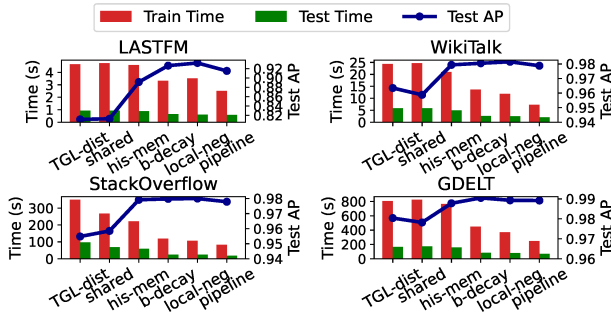 Train Time Test Time Test AP
LASTFM
Time (s)
4
3
2
1
0
0.92
0.90
0.88
0.86
0.84
0.82
Test AP
TGL-dist
shared
his-mem
b-decay
local-neg
pipeline
WikiTalk
Time (s)
25
20
15
10
5
0
0.98
0.97
0.96
0.95
0.94
Test AP
TGL-dist
shared
his-mem
b-decay
local-neg
pipeline
StackOverflow
Time (s)
300
200
100
0
0.98
0.97
0.96
0.95
0.94
Test AP
TGL-dist
shared
his-mem
b-decay
local-neg
pipeline
GDELT
Time (s)
800
600
400
200
0
0.99
0.98
0.97
0.96
Test AP
TGL-dist
shared
his-mem
b-decay
local-neg
pipeline